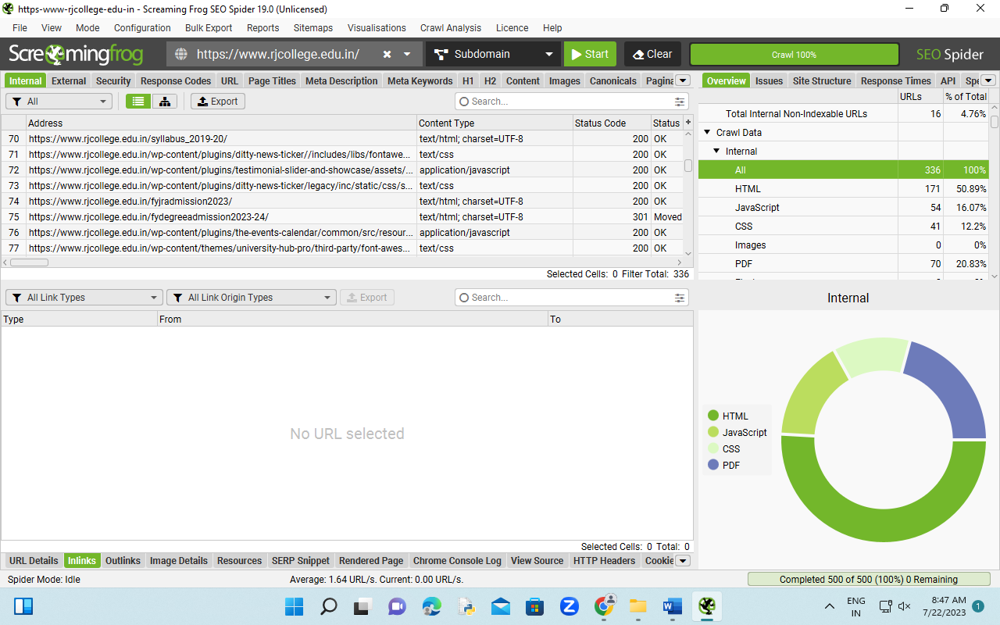 https-www-rjcollege-edu-in - Screaming Frog SEO Spider 19.0 (Unlicensed)
File View Mode Configuration Bulk Export Reports Sitemaps Visualisations Crawl Analysis Licence Help
Screamingfrog https://www.rjcollege.edu.in/ Subdomain Start Clear Crawl 100% SEO Spider
Internal External Security Response Codes URL Page Titles Meta Description Meta Keywords H1 H2 Content Images Canonicals Pagina
All Export Search...
Address Content Type Status Code Status +
70 https://www.rjcollege.edu.in/syllabus_2019-20/ text/html; charset=UTF-8 200 OK
71 https://www.rjcollege.edu.in/wp-content/plugins/ditty-news-ticker//includes/libs/fontawe... text/css 200 OK
72 https://www.rjcollege.edu.in/wp-content/plugins/testimonial-slider-and-showcase/assets/... application/javascript 200 OK
73 https://www.rjcollege.edu.in/wp-content/plugins/ditty-news-ticker/legacy/inc/static/css/s... text/css 200 OK
74 https://www.rjcollege.edu.in/fyjradmission2023/ text/html; charset=UTF-8 200 OK
75 https://www.rjcollege.edu.in/fydegreeadmission2023-24/ text/html; charset=UTF-8 301 Moved
76 https://www.rjcollege.edu.in/wp-content/plugins/the-events-calendar/common/src/resour... application/javascript 200 OK
77 https://www.rjcollege.edu.in/wp-content/themes/university-hub-pro/third-party/font-awes... text/css 200 OK
Selected Cells: 0 Filter Total: 336
All Link Types All Link Origin Types Export Search...
Type From To
No URL selected
Selected Cells: 0 Total: 0
URL Details Inlinks Outlinks Image Details Resources SERP Snippet Rendered Page Chrome Console Log View Source HTTP Headers Cookie
Overview Issues Site Structure Response Times API Spe
URLs % of Total
Total Internal Non-Indexable URLs 16 4.76%
Crawl Data
Internal
All 336 100%
HTML 171 50.89%
JavaScript 54 16.07%
CSS 41 12.2%
Images 0 0%
PDF 70 20.83%
Internal
HTML
JavaScript
CSS
PDF
Spider Mode: Idle Average: 1.64 URL/s. Current: 0.00 URL/s. Completed 500 of 500 (100%) 0 Remaining
ENG
IN
8:47 AM
7/22/2023
1